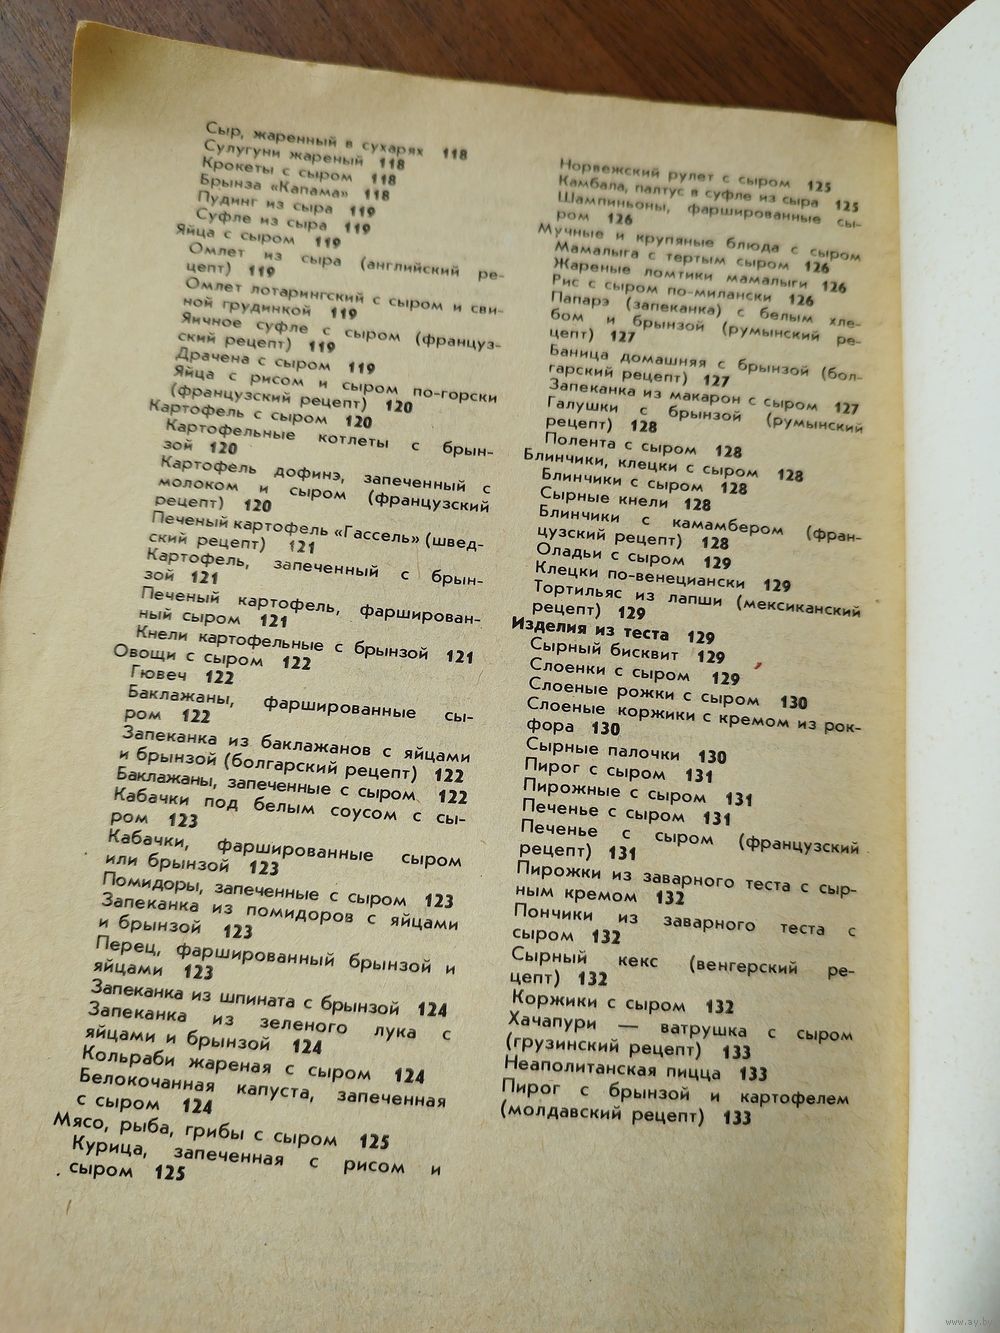 Сыр, жаренный в сухарях 118
Сулугуни жареный 118
Крокеты с сыром 118
Брынза «Капама» 118
Пудинг из сыра 119
Суфле из сыра 119
Яйца с сыром 119
Омлет из сыра (английский ре-
цепт) 119
Омлет лотарингский с сыром и сви-
ной грудинкой 119
Яичное суфле с сыром (француз-
ский рецепт) 119
Драчена с сыром 119
Яйца с рисом и сыром по-горски
(французский рецепт) 120
Картофель с сыром 120
Картофельные котлеты с брын-
зой 120
Картофель дофинэ, запеченный с
молоком и сыром (французский
рецепт) 120
Печеный картофель «Гассель» (швед-
ский рецепт) 121
Картофель, запеченный с брын-
зой 121
Печеный картофель, фарширован-
ный сыром 121
Кнели картофельные с брынзой 121
Овощи с сыром 122
Гювеч 122
Баклажаны, фаршированные сы-
ром 122
Запеканка из баклажанов с яйцами
и брынзой (болгарский рецепт) 122
Баклажаны, запеченные с сыром 122
Кабачки под белым соусом с сы-
ром 123
Кабачки, фаршированные сыром
или брынзой 123
Помидоры, запеченные с сыром 123
Запеканка из помидоров с яйцами
и брынзой 123
Перец, фаршированный брынзой и
яйцами 123
Запеканка из шпината с брынзой 124
Запеканка из зеленого лука с
яйцами и брынзой 124
Кольраби жареная с сыром 124
Белокочанная капуста, запеченная
с сыром 124
Мясо, рыба, грибы с сыром 125
Курица, запеченная с рисом и
сыром 125
Норвежский рулет с сыром 125
Камбала, палтус в суфле из сыра 125
Шампиньоны, фаршированные сы-
ром 126
Мучные и крупяные блюда с сыром
Мамалыга с тертым сыром 126
Жареные ломтики мамалыги 126
Рис с сыром по-милански 126
Папарэ (запеканка) с белым хле-
бом и брынзой (румынский ре-
цепт) 127
Баница домашняя с брынзой (бол-
гарский рецепт) 127
Запеканка из макарон с сыром 127
Галушки с брынзой (румынский
рецепт) 128
Полента с сыром 128
Блинчики, клецки с сыром 128
Блинчики с сыром 128
Сырные кнели 128
Блинчики с камамбером (фран-
цузский рецепт) 128
Оладьи с сыром 129
Клецки по-венециански 129
Тортильяс из лапши (мексиканский
рецепт) 129
Изделия из теста 129
Сырный бисквит 129
Слоенки с сыром 129
Слоеные рожки с сыром 130
Слоеные коржики с кремом из рок-
фора 130
Сырные палочки 130
Пирог с сыром 131
Пирожные с сыром 131
Печенье с сыром 131
Печенье с сыром (французский
рецепт) 131
Пирожки из заварного теста с сыр-
ным кремом 132
Пончики из заварного теста с
сыром 132
Сырный кекс (венгерский ре-
цепт) 132
Коржики с сыром 132
Хачапури — ватрушка с сыром
(грузинский рецепт) 133
Неаполитанская пицца 133
Пирог с брынзой и картофелем
(молдавский рецепт) 133
www.ay.by